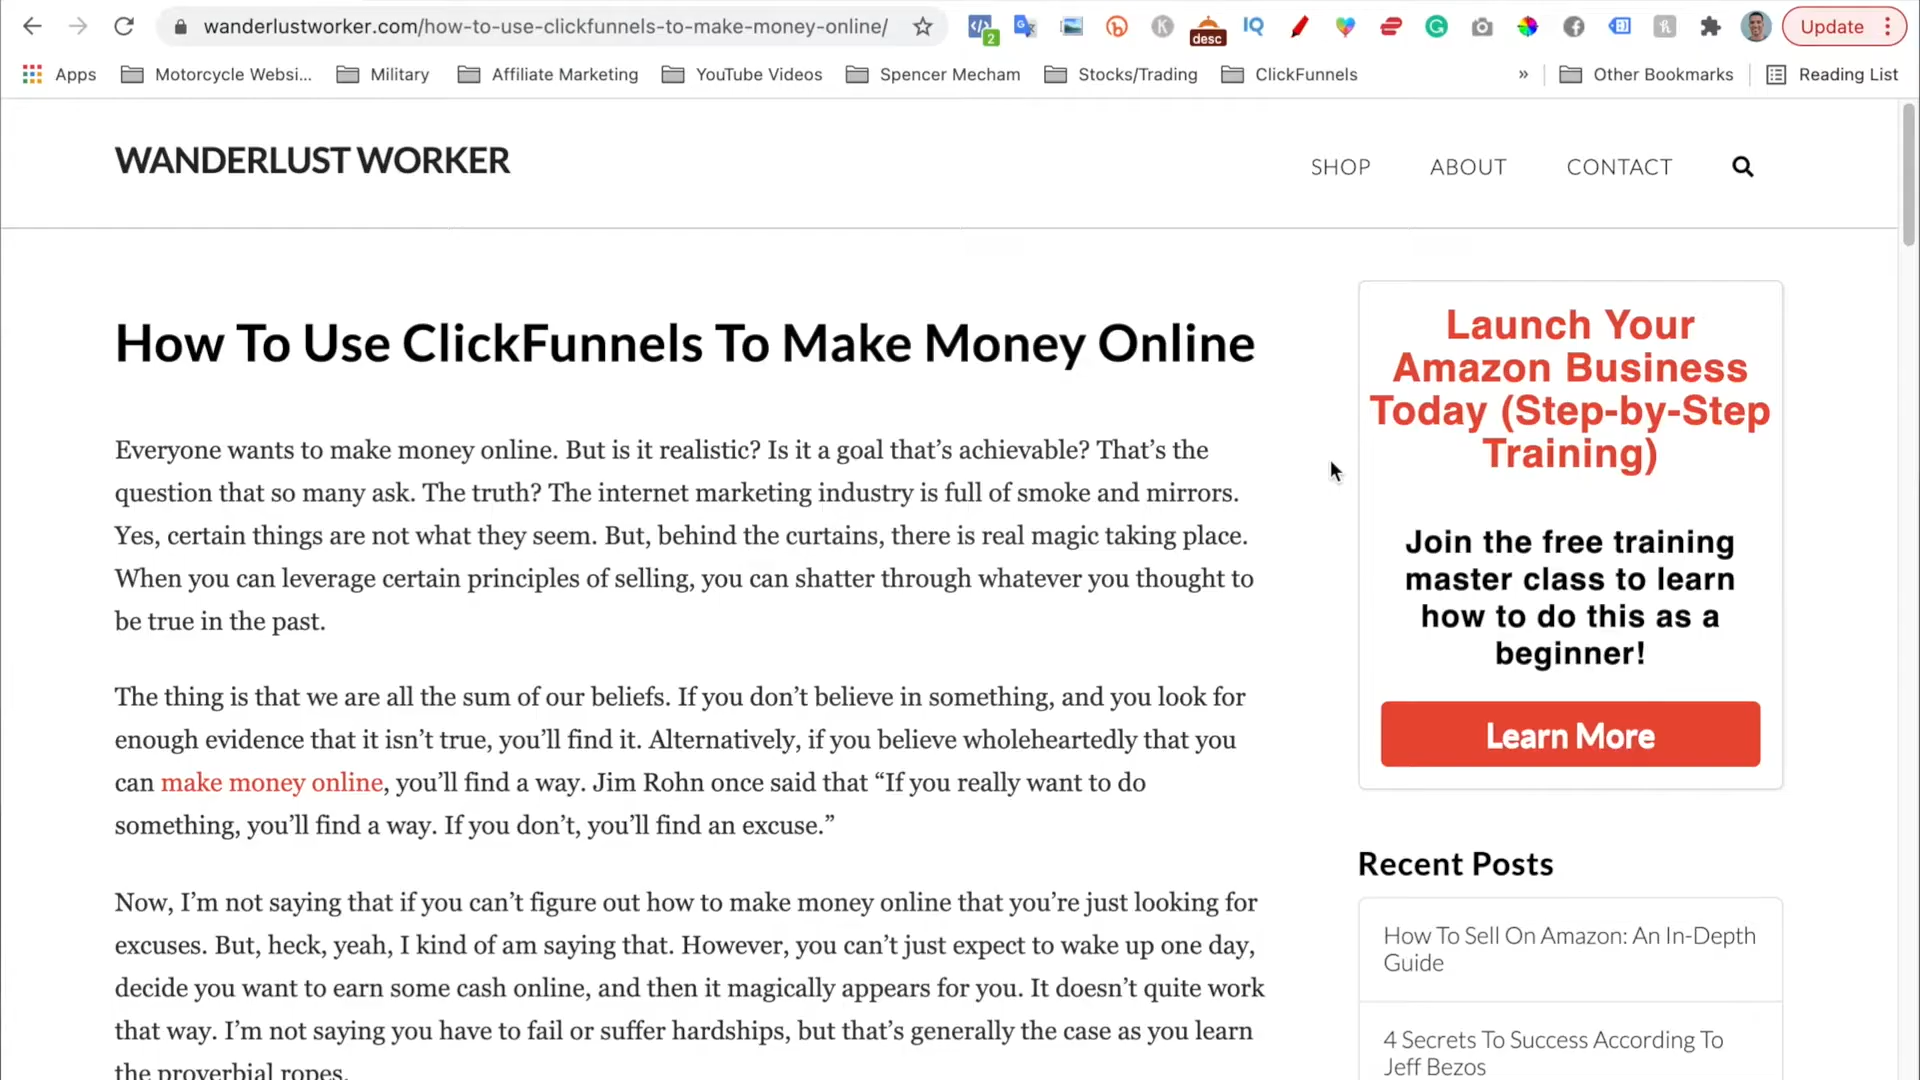 wanderlustworker.com/how-to-use-clickfunnels-to-make-money-online/
2
K
desc
IQ
Update
Apps
Motorcycle Websi...
Military
Affiliate Marketing
YouTube Videos
Spencer Mecham
Stocks/Trading
ClickFunnels
»
Other Bookmarks
Reading List
WANDERLUST WORKER
SHOP
ABOUT
CONTACT
How To Use ClickFunnels To Make Money Online
Everyone wants to make money online. But is it realistic? Is it a goal that’s achievable? That’s the
question that so many ask. The truth? The internet marketing industry is full of smoke and mirrors.
Yes, certain things are not what they seem. But, behind the curtains, there is real magic taking place.
When you can leverage certain principles of selling, you can shatter through whatever you thought to
be true in the past.
The thing is that we are all the sum of our beliefs. If you don’t believe in something, and you look for
enough evidence that it isn’t true, you’ll find it. Alternatively, if you believe wholeheartedly that you
can make money online, you’ll find a way. Jim Rohn once said that “If you really want to do
something, you’ll find a way. If you don’t, you’ll find an excuse.”
Now, I’m not saying that if you can’t figure out how to make money online that you’re just looking for
excuses. But, heck, yeah, I kind of am saying that. However, you can’t just expect to wake up one day,
decide you want to earn some cash online, and then it magically appears for you. It doesn’t quite work
that way. I’m not saying you have to fail or suffer hardships, but that’s generally the case as you learn
the proverbial ropes.
Launch Your
Amazon Business
Today (Step-by-Step
Training)
Join the free training
master class to learn
how to do this as a
beginner!
Learn More
Recent Posts
How To Sell On Amazon: An In-Depth
Guide
4 Secrets To Success According To
Jeff Bezos